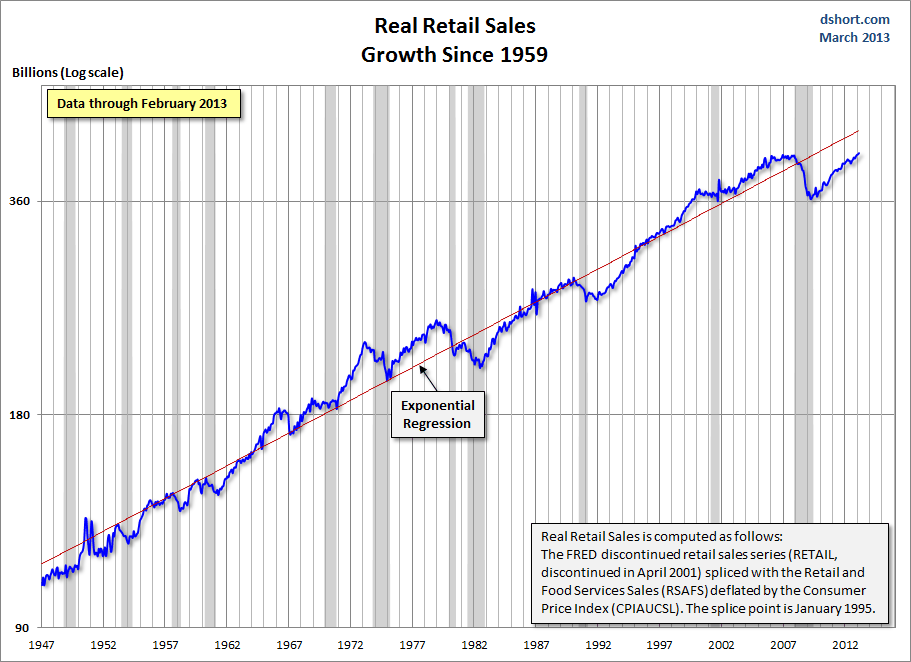 Real Retail Sales
Growth Since 1959
dshort.com
March 2013
Billions (Log scale)
Data through February 2013
360
180
90
Exponential
Regression
Real Retail Sales is computed as follows:
The FRED discontinued retail sales series (RETAIL,
discontinued in April 2001) spliced with the Retail and
Food Services Sales (RSAFS) deflated by the Consumer
Price Index (CPIAUCSL). The splice point is January 1995.
1947 1952 1957 1962 1967 1972 1977 1982 1987 1992 1997 2002 2007 2012